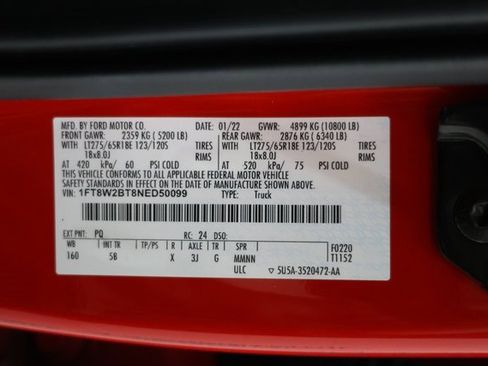 MFD. BY FORD MOTOR CO. 01/22 GVWR: 4899 KG (10800 LB)
FRONT GAWR: 2359 KG (5200 LB) REAR GAWR: 2876 KG (6340 LB)
LT275/65R18E 123/120S TIRES LT275/65R18E 123/120S TIRES
18x8.0J RIMS 18x8.0J RIMS
AT 420 kPa/ 60 PSI COLD AT 520 kPa/ 75 PSI COLD
THIS VEHICLE CONFORMS TO ALL APPLICABLE FEDERAL MOTOR VEHICLE
SAFETY STANDARDS IN EFFECT ON THE DATE OF MANUFACTURE SHOWN ABOVE.
VIN: 1FT8W2BT8NED50099 TYPE: Truck
EXT PNT: PQ RC: 24 DSO:
WB INT TR TP/PS R AXLE TR SPR F0220
160 5B X 3J G MMNN T1152
ULC 5U5A-3520472-AA